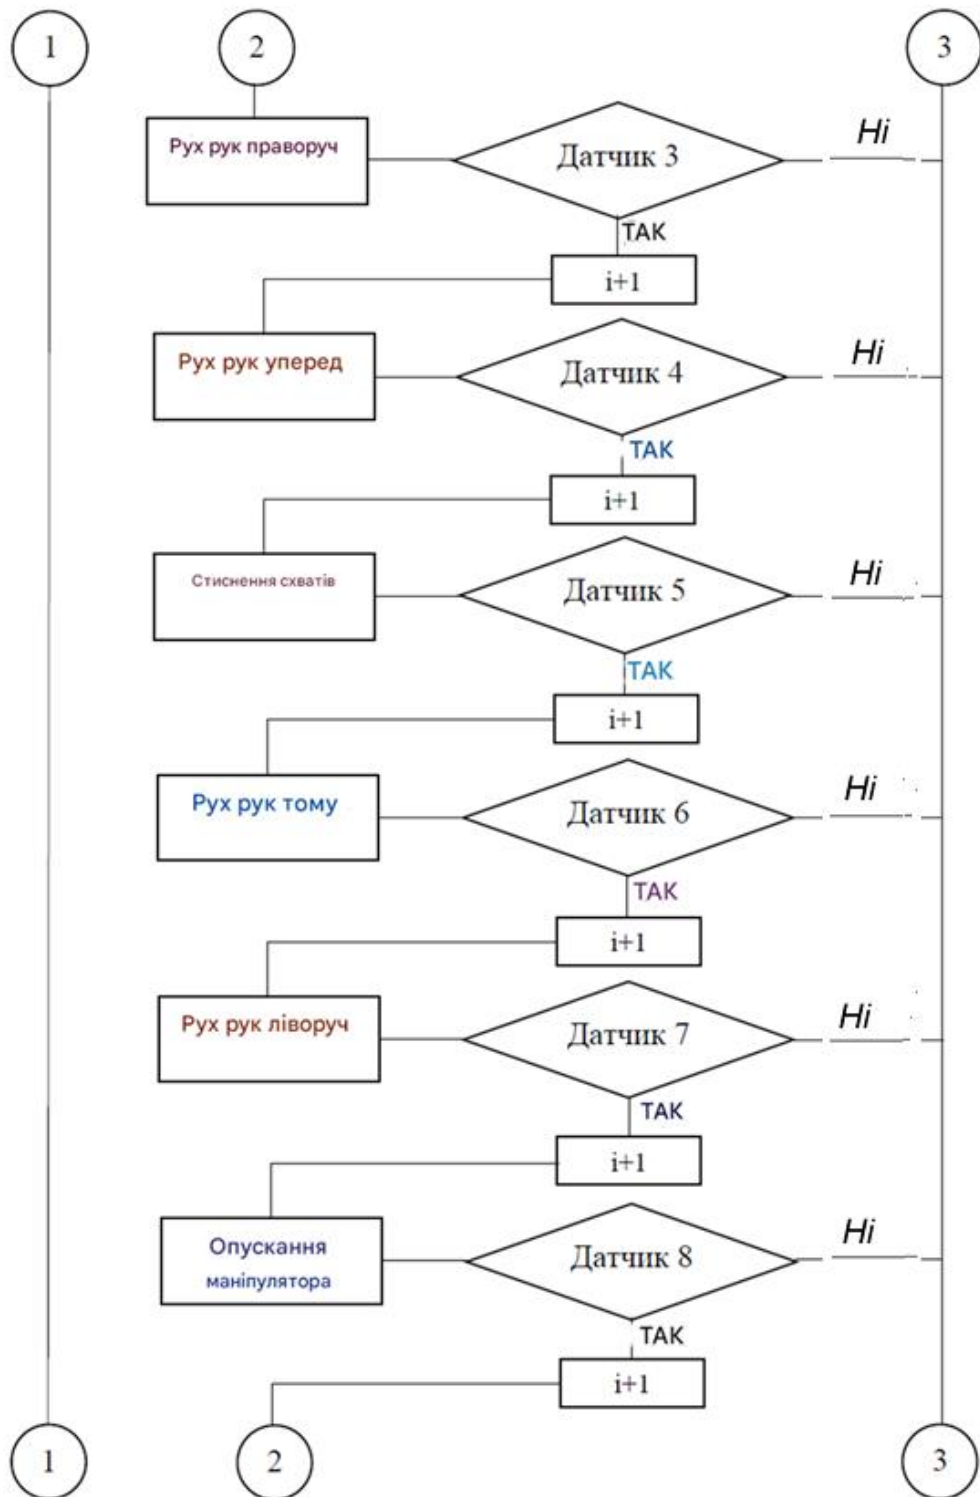 1
2
3
Рух рук праворуч
Датчик 3
Ні
ТАК
i+1
Рух рук уперед
Датчик 4
Ні
ТАК
i+1
Стиснення схватів
Датчик 5
Ні
ТАК
i+1
Рух рук тому
Датчик 6
Ні
ТАК
i+1
Рух рук ліворуч
Датчик 7
Ні
ТАК
i+1
Опускання
маніпулятора
Датчик 8
Ні
ТАК
i+1
1
2
3